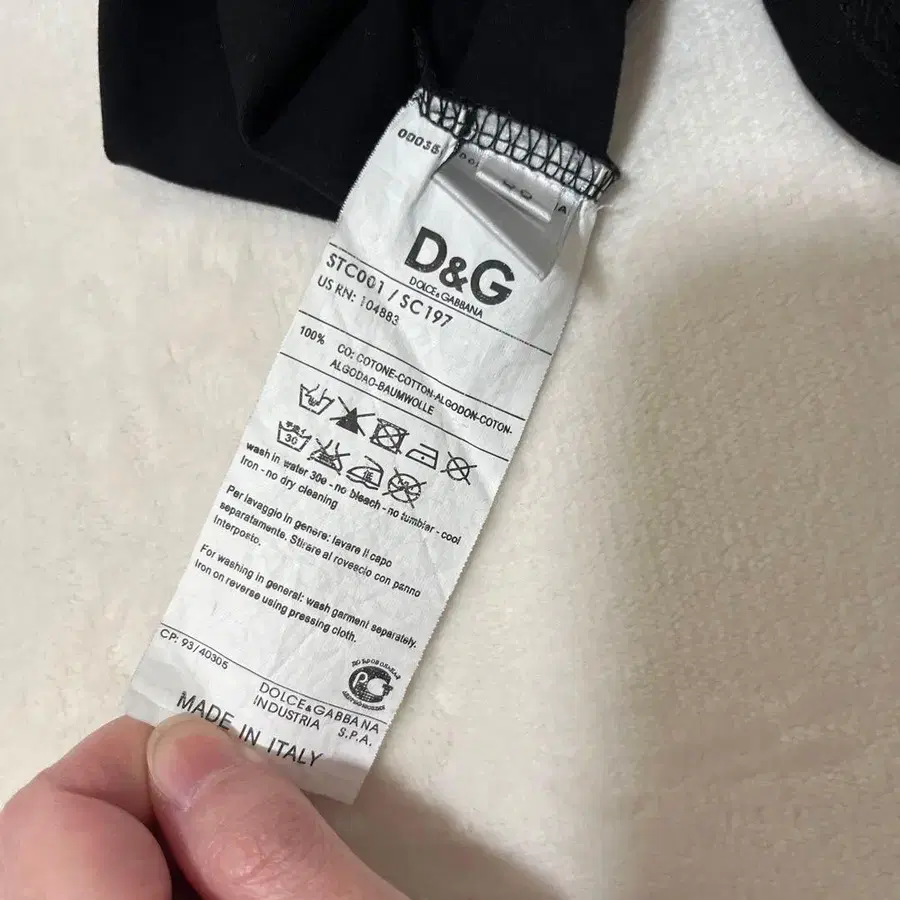 00035
D&G
DOLCE&GABBANA
STC001 / SC197
US RN: 104883
100% CO: COTONE-COTTON-ALGODON-COTON-
ALGODAO-BAUMWOLLE
30
wash in water 30e - no bleach - no tumbler - cool
Iron - no dry cleaning
Per lavaggio in genere: lavare il capo
separatamente. Stirare al rovescio con panno
Interposto.
For washing in general: wash garment separately.
Iron on reverse using pressing cloth.
CP: 93/40305
DOLCE&GABBANA
INDUSTRIA S.P.A.
MADE IN ITALY